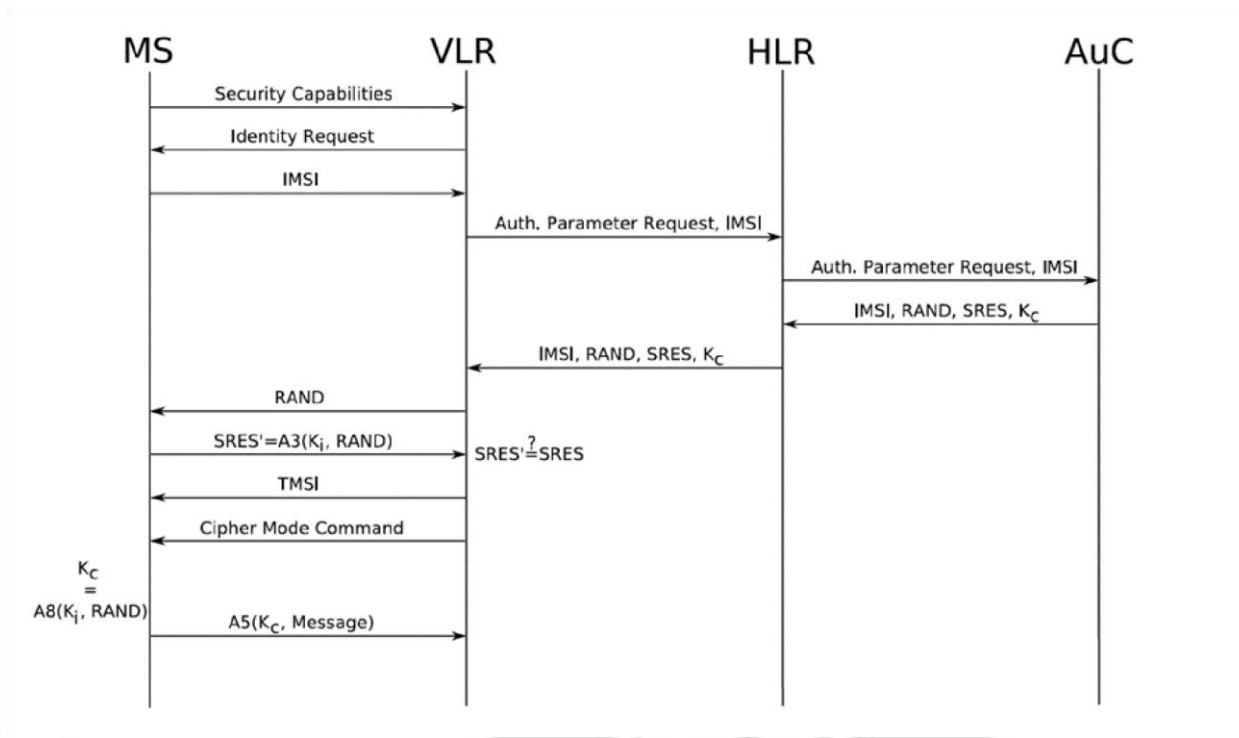 MS VLR HLR AuC
Security Capabilities
Identity Request
IMSI
Auth. Parameter Request, IMSI
Auth. Parameter Request, IMSI
IMSI, RAND, SRES, KC
IMSI, RAND, SRES, KC
RAND
SRES'=A3(Ki, RAND)
?
SRES'=SRES
TMSI
Cipher Mode Command
KC
=
A8(Ki, RAND)
A5(KC, Message)